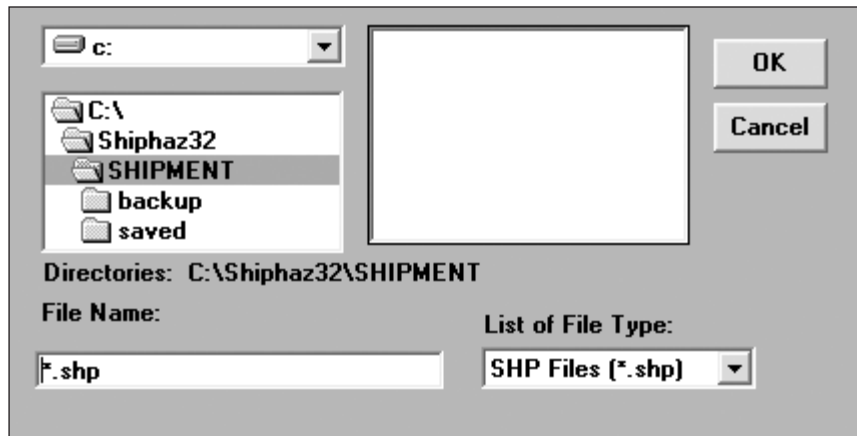 c:
OK
C:\
Shiphaz32
Cancel
SHIPMENT
backup
saved
Directories: C:\Shiphaz32\SHIPMENT
File Name:
List of File Type:
*.shp
SHP Files (*.shp)